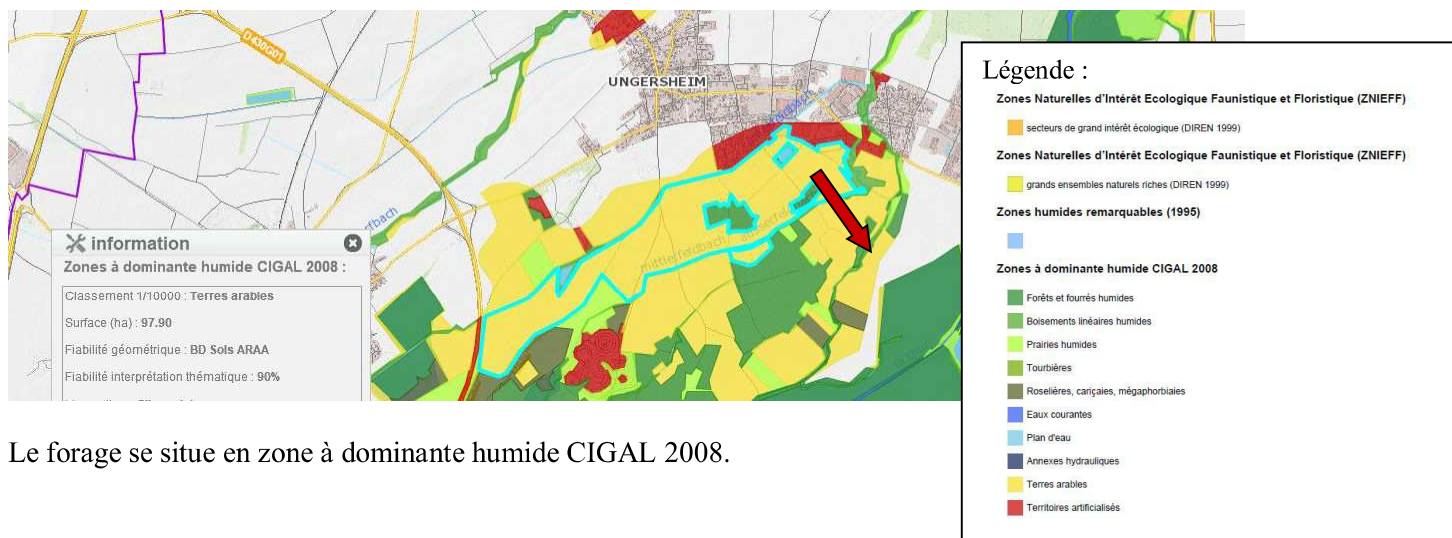 D430G01
UNGERSHEIM
Légende :
Zones Naturelles d'Intérêt Ecologique Faunistique et Floristique (ZNIEFF)
secteurs de grand intérêt écologique (DIREN 1999)
Zones Naturelles d'Intérêt Ecologique Faunistique et Floristique (ZNIEFF)
grands ensembles naturels riches (DIREN 1999)
Zones humides remarquables (1995)
Zones à dominante humide CIGAL 2008
Forêts et fourrés humides
Boisements linéaires humides
Prairies humides
Tourbières
Roselières, cariçaies, mégaphorbiaies
Eaux courantes
Plan d'eau
Annexes hydrauliques
Terres arables
Territoires artificialisés
mittlerfeldbach
information
Zones à dominante humide CIGAL 2008 :
Classement 1/10000 : Terres arables
Surface (ha) : 97.90
Fiabilité géométrique : BD Sols ARAA
Fiabilité interprétation thématique : 90%
Le forage se situe en zone à dominante humide CIGAL 2008.